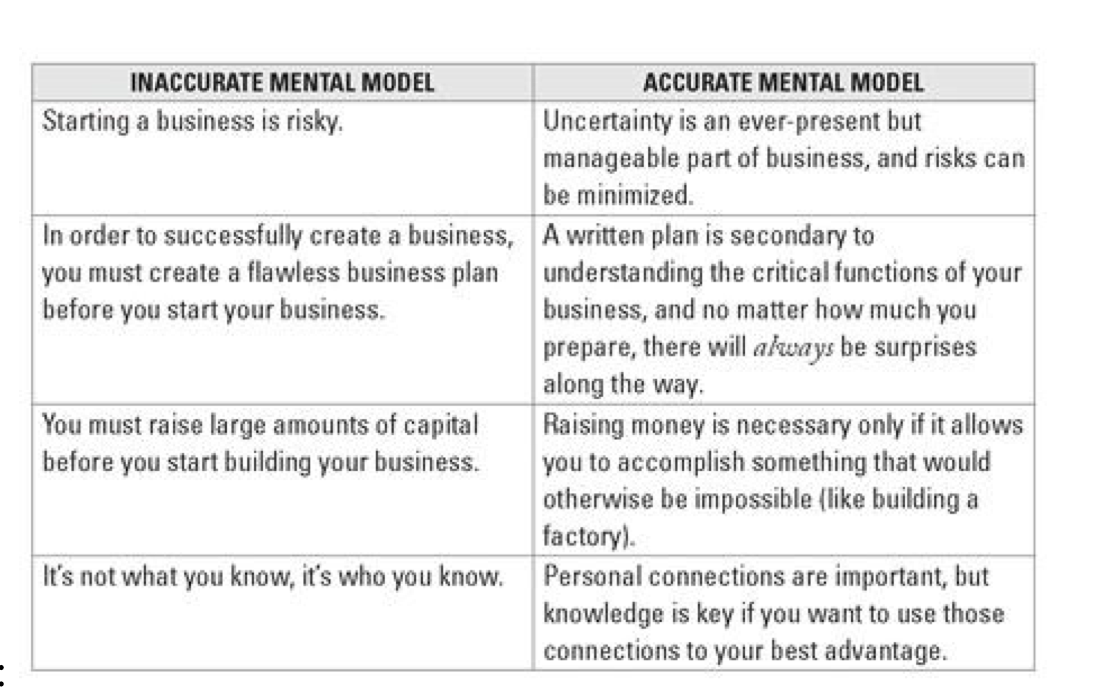 INACCURATE MENTAL MODEL
ACCURATE MENTAL MODEL
Starting a business is risky.
Uncertainty is an ever-present but
manageable part of business, and risks can
be minimized.
In order to successfully create a business,
you must create a flawless business plan
before you start your business.
A written plan is secondary to
understanding the critical functions of your
business, and no matter how much you
prepare, there will always be surprises
along the way.
You must raise large amounts of capital
before you start building your business.
Raising money is necessary only if it allows
you to accomplish something that would
otherwise be impossible (like building a
factory).
It's not what you know, it's who you know.
Personal connections are important, but
knowledge is key if you want to use those
connections to your best advantage.
: